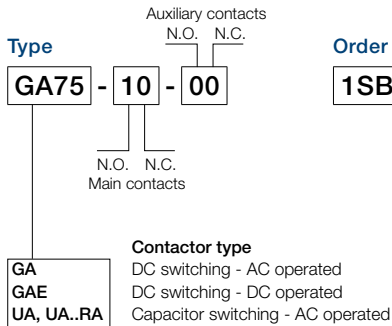 Auxiliary contacts
N.O. N.C.
Type
Order
GA75 - 10 - 00
1SB
N.O. N.C.
Main contacts
Contactor type
GA DC switching - AC operated
GAE DC switching - DC operated
UA, UA..RA Capacitor switching - AC operated